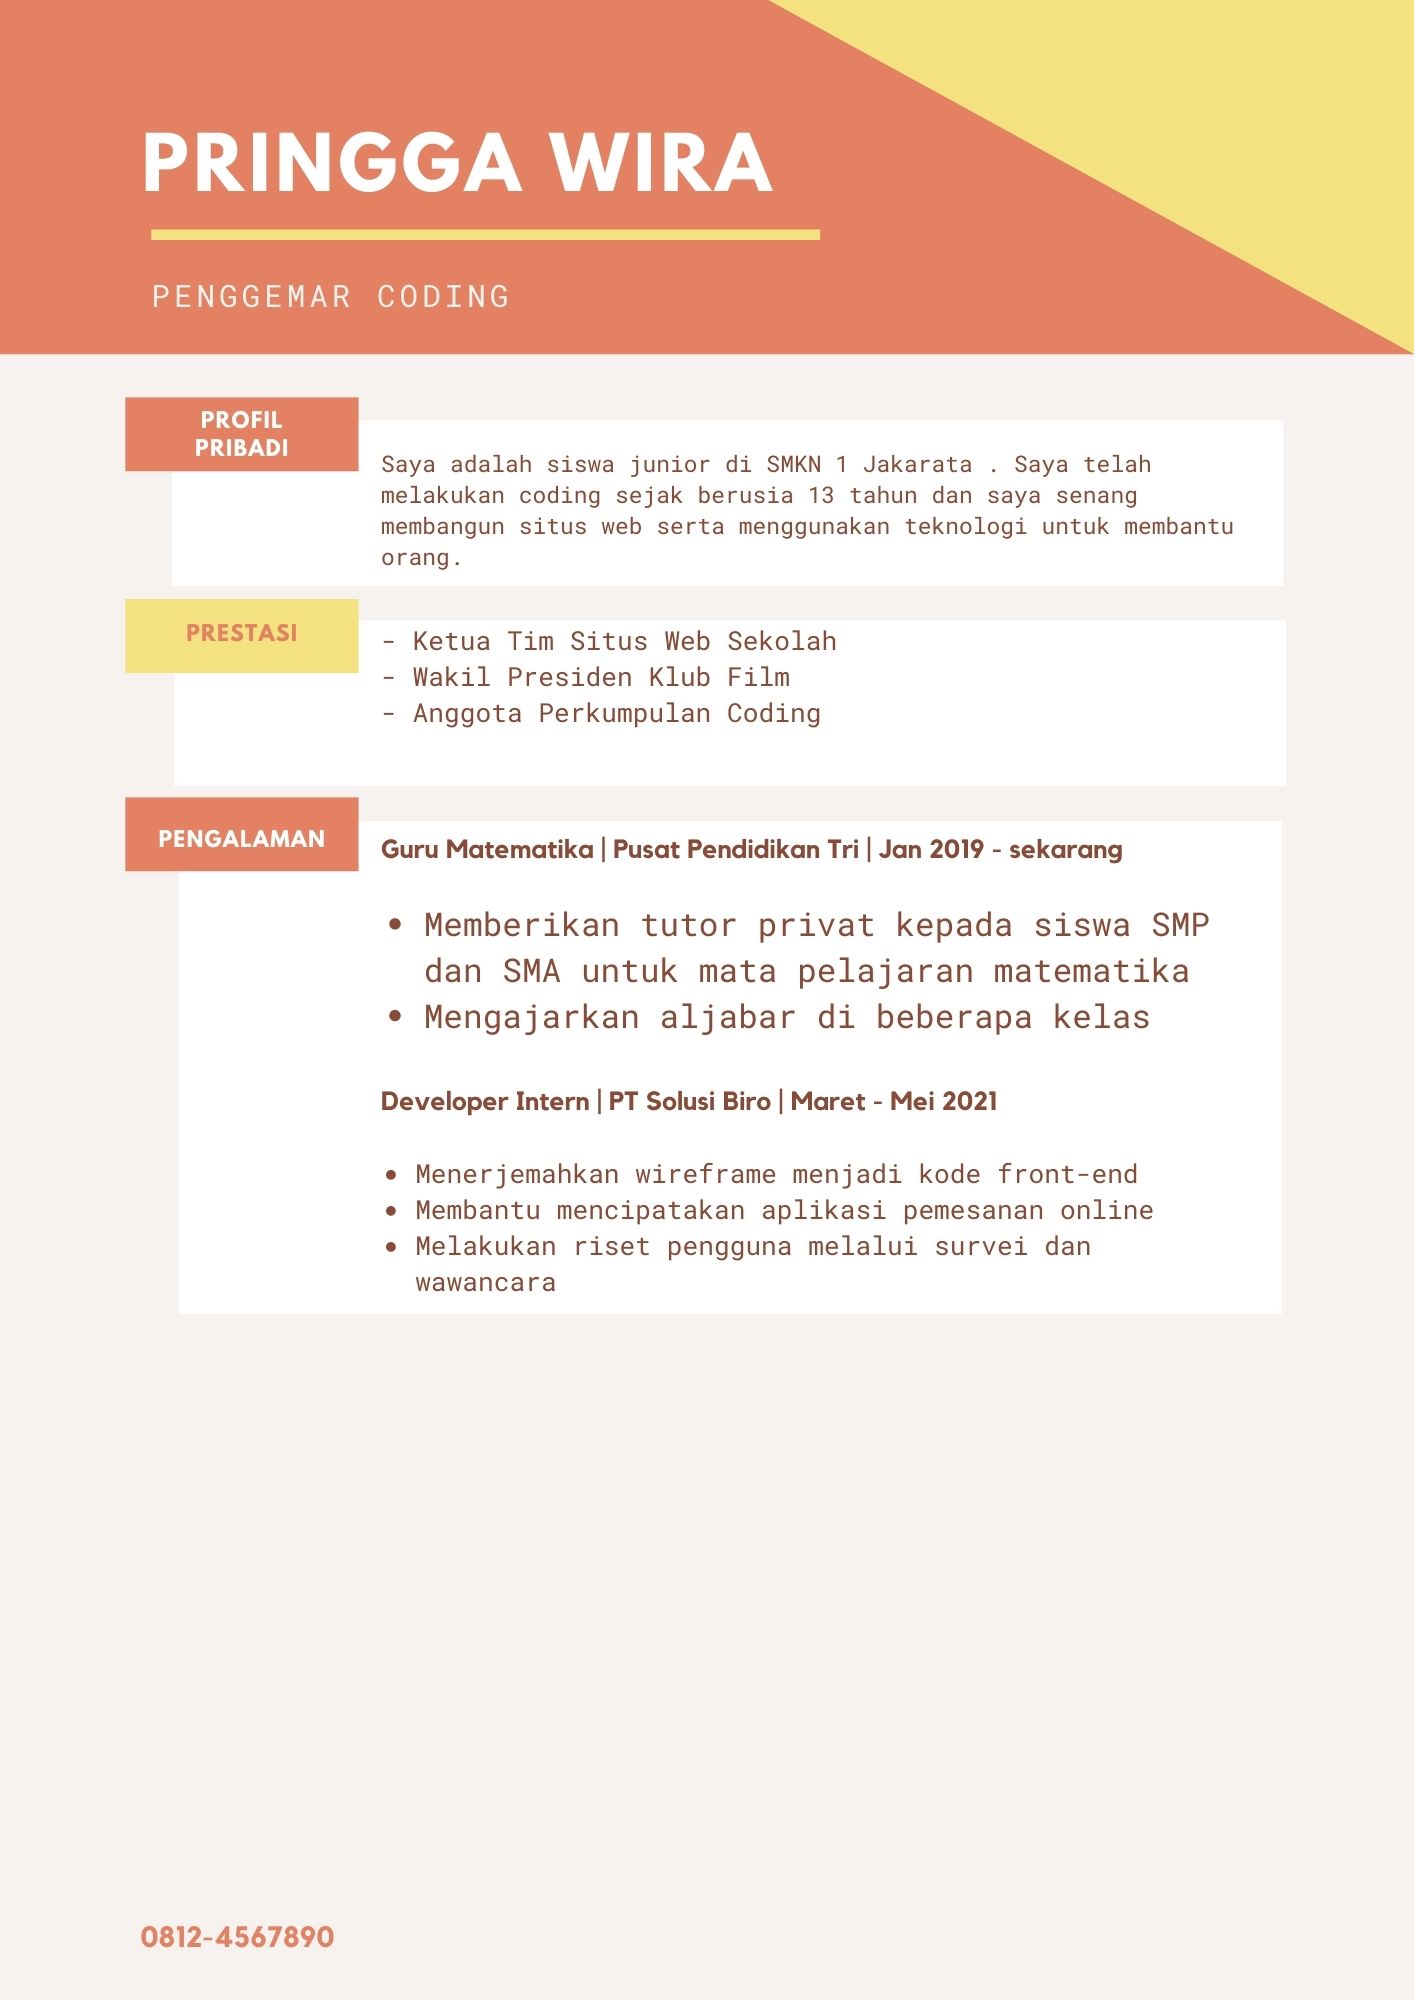 PRINGGA WIRA
PENGGEMAR CODING
PROFIL
PRIBADI
Saya adalah siswa junior di SMKN 1 Jakarata . Saya telah
melakukan coding sejak berusia 13 tahun dan saya senang
membangun situs web serta menggunakan teknologi untuk membantu
orang.
PRESTASI
- Ketua Tim Situs Web Sekolah
- Wakil Presiden Klub Film
- Anggota Perkumpulan Coding
PENGALAMAN
Guru Matematika | Pusat Pendidikan Tri | Jan 2019 - sekarang
• Memberikan tutor privat kepada siswa SMP
dan SMA untuk mata pelajaran matematika
• Mengajarkan aljabar di beberapa kelas
Developer Intern | PT Solusi Biro | Maret - Mei 2021
• Menerjemahkan wireframe menjadi kode front-end
• Membantu mencipatakan aplikasi pemesanan online
• Melakukan riset pengguna melalui survei dan
wawancara
0812-4567890